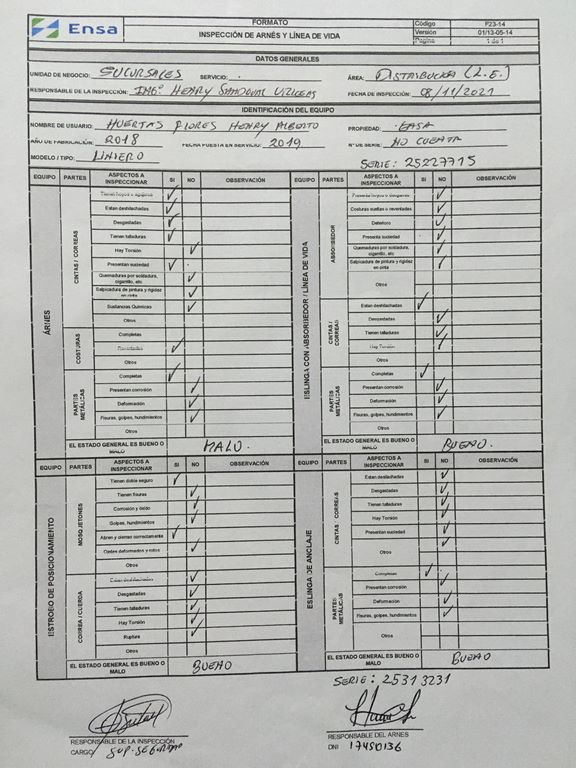 Ensa
FORMATO
INSPECCIÓN DE ARNÉS Y LÍNEA DE VIDA
Código F23-14
Versión 01/13-05-14
Página 1 de 1
DATOS GENERALES
UNIDAD DE NEGOCIO: SUCURSALES SERVICIO: - ÁREA: (L.E.)
RESPONSABLE DE LA INSPECCIÓN: ING° HENRY SANDOVAL FECHA DE INSPECCIÓN: 08/11/2021
IDENTIFICACIÓN DEL EQUIPO
NOMBRE DE USUARIO: HUERTAS FLORES HENRY ALBERTO PROPIEDAD: ENSA
AÑO DE FABRICACIÓN: 2018 FECHA PUESTA EN SERVICIO: 2019 N° DE SERIE: NO CUENTA
MODELO / TIPO: LINIERO SERIE: 25227715
EQUIPO PARTES ASPECTOS A INSPECCIONAR SI NO OBSERVACIÓN
ÁRNES
CINTAS / CORREAS
Tienen hoyos o agujeros ✓
Estan deshilachadas ✓
Desgastadas ✓
Tienen talladuras ✓
Hay Torsión ✓
Presentan suciedad ✓
Quemaduras por soldadura, cigarrillo, etc ✓
Salpicadura de pintura y rigidez en cinta ✓
Sustancias Químicas ✓
Otros
COSTURAS
Completas
Reventadas ✓
Otros
PARTES METÁLICAS
Completas ✓
Presentan corrosión ✓
Deformación ✓
Fisuras, golpes, hundimientos ✓
Otros
EL ESTADO GENERAL ES BUENO O MALO MALO
EQUIPO PARTES ASPECTOS A INSPECCIONAR SI NO OBSERVACIÓN
ESLINGA CON ABSORBEDOR / LÍNEA DE VIDA
ABSORBEDOR
Presenta hoyos o desgarres ✓
Costuras sueltas o reventadas ✓
Deterioro ✓
Presenta suciedad ✓
Quemaduras por soldadura, cigarrillo, etc ✓
Salpicadura de pintura y rigidez en cinta ✓
Otros
CINTAS / CORREAS
Estan deshilachadas ✓
Desgastadas ✓
Tienen talladuras ✓
Hay Torsión ✓
Otros
PARTES METÁLICAS
Completas ✓
Presentan corrosión ✓
Deformación ✓
Fisuras, golpes, hundimientos ✓
Otros
EL ESTADO GENERAL ES BUENO O MALO BUENO.
EQUIPO PARTES ASPECTOS A INSPECCIONAR SI NO OBSERVACIÓN
ESTROBO DE POSICIONAMIENTO
MOSQUETONES
Tienen doble seguro ✓
Tienen fisuras ✓
Corrosión y óxido ✓
Golpes, hundimientos ✓
Abren y cierran correctamente ✓
Ojetes deformados y rotos ✓
Otros
CORREA / CUERDA
Estan deshilachadas ✓
Desgastadas ✓
Tienen talladuras ✓
Hay Torsión ✓
Ruptura ✓
Otros
EL ESTADO GENERAL ES BUENO O MALO BUENO
EQUIPO PARTES ASPECTOS A INSPECCIONAR SI NO OBSERVACIÓN
ESLINGA DE ANCLAJE
CINTAS / CORREAS
Estan deshilachadas ✓
Desgastadas ✓
Tienen talladuras ✓
Hay Torsión ✓
Presentan suciedad ✓
Otros ✓
PARTES METÁLICAS
Completas ✓
Presentan corrosión ✓
Deformación ✓
Fisuras, golpes, hundimientos ✓
Otros
EL ESTADO GENERAL ES BUENO O MALO BUENO
SERIE: 25313231
RESPONSABLE DE LA INSPECCIÓN
CARGO: SUP. SEGURIDAD
RESPONSABLE DEL ARNES
DNI 17450136